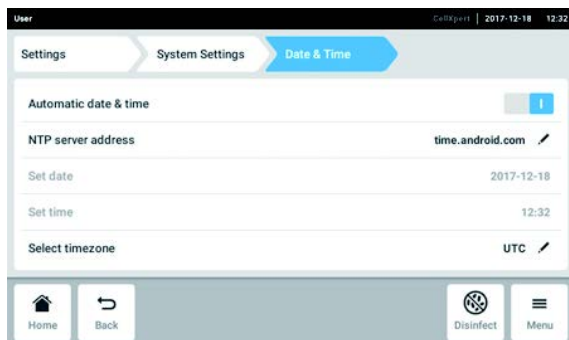 User CellXpert 2017-12-18 12:32
Settings System Settings Date & Time
Automatic date & time
NTP server address time.android.com
Set date 2017-12-18
Set time 12:32
Select timezone UTC
Home Back Disinfect Menu